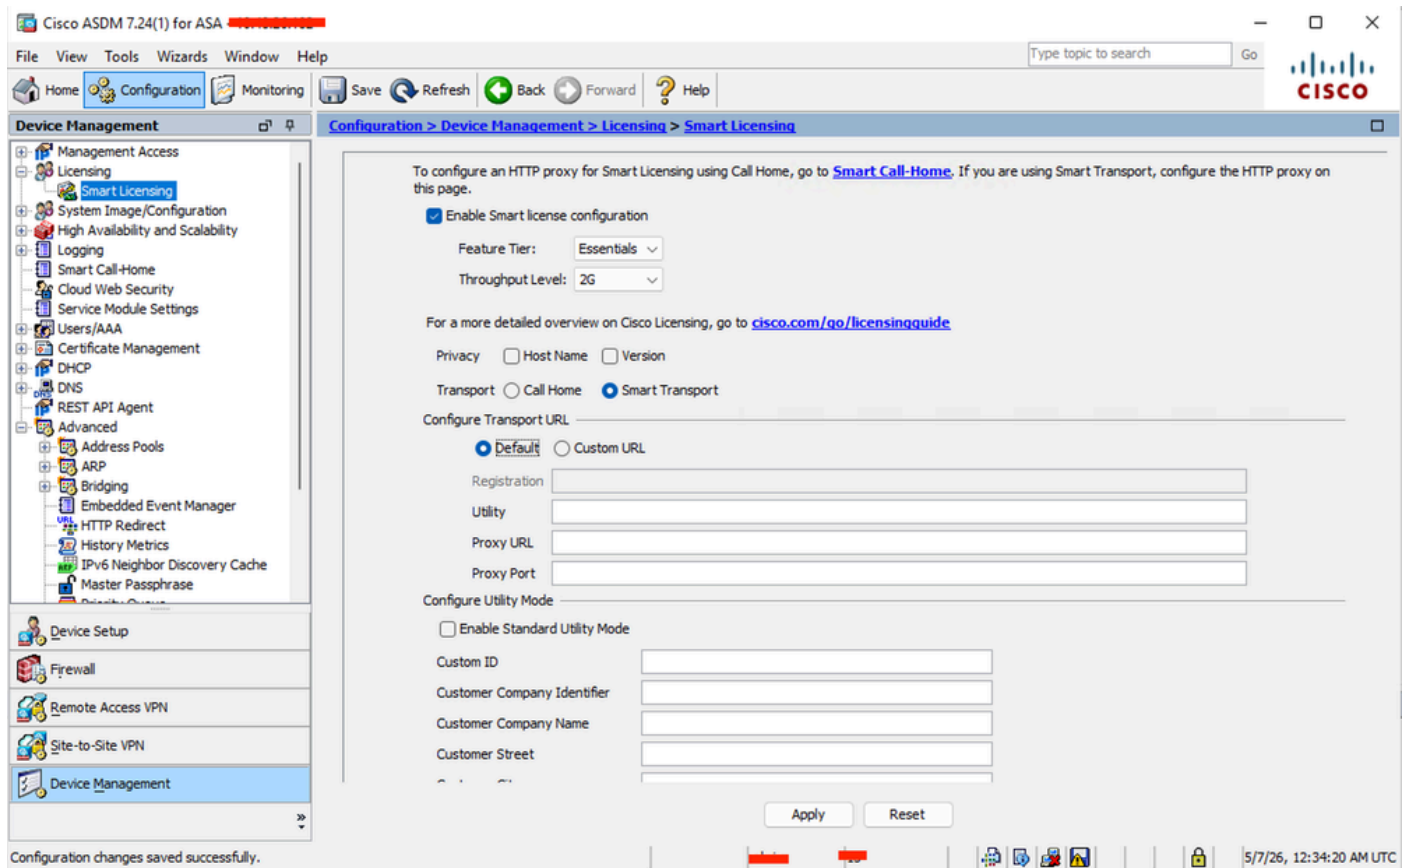 Cisco ASDM 7.24(1) for ASA -
File View Tools Wizards Window Help
Type topic to search Go
Home Configuration Monitoring Save Refresh Back Forward Help
CISCO
Device Management
Configuration > Device Management > Licensing > Smart Licensing
Management Access
Licensing
Smart Licensing
System Image/Configuration
High Availability and Scalability
Logging
Smart Call-Home
Cloud Web Security
Service Module Settings
Users/AAA
Certificate Management
DHCP
DNS
REST API Agent
Advanced
Address Pools
ARP
Bridging
Embedded Event Manager
HTTP Redirect
History Metrics
IPv6 Neighbor Discovery Cache
Master Passphrase
Device Setup
Firewall
Remote Access VPN
Site-to-Site VPN
Device Management
To configure an HTTP proxy for Smart Licensing using Call Home, go to Smart Call-Home. If you are using Smart Transport, configure the HTTP proxy on
this page.
Enable Smart license configuration
Feature Tier: Essentials
Throughput Level: 2G
For a more detailed overview on Cisco Licensing, go to cisco.com/go/licensingguide
Privacy Host Name Version
Transport Call Home Smart Transport
Configure Transport URL
Default Custom URL
Registration
Utility
Proxy URL
Proxy Port
Configure Utility Mode
Enable Standard Utility Mode
Custom ID
Customer Company Identifier
Customer Company Name
Customer Street
Apply Reset
Configuration changes saved successfully.
5/7/26, 12:34:20 AM UTC